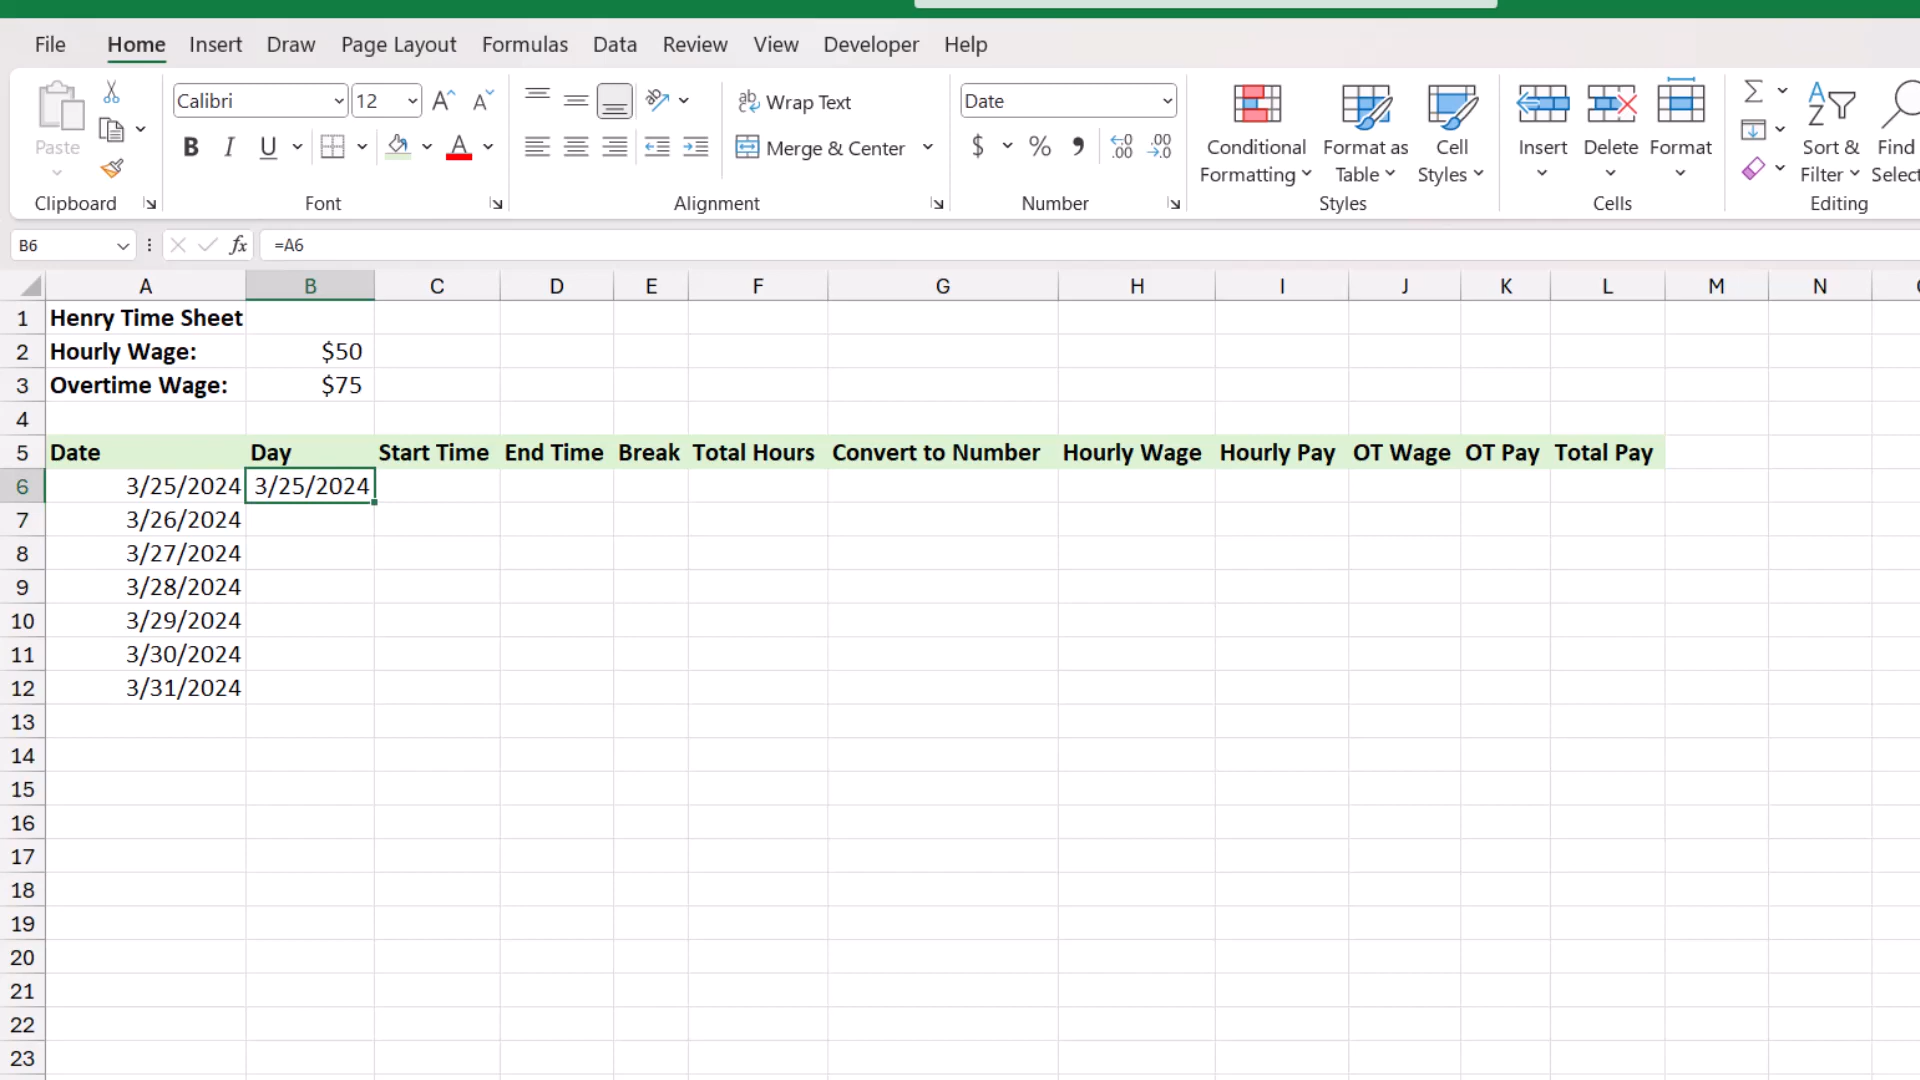 File Home Insert Draw Page Layout Formulas Data Review View Developer Help
Calibri 12 Wrap Text Date
Paste B I U A Merge & Center $ % Conditional Formatting Format as Table Cell Styles Insert Delete Format Sort & Filter Find
Clipboard Font Alignment Number Styles Cells Editing
B6 fx =A6
A B C D E F G H I J K L M N
1 Henry Time Sheet
2 Hourly Wage: $50
3 Overtime Wage: $75
4
5 Date Day Start Time End Time Break Total Hours Convert to Number Hourly Wage Hourly Pay OT Wage OT Pay Total Pay
6 3/25/2024 3/25/2024
7 3/26/2024
8 3/27/2024
9 3/28/2024
10 3/29/2024
11 3/30/2024
12 3/31/2024
13
14
15
16
17
18
19
20
21
22
23